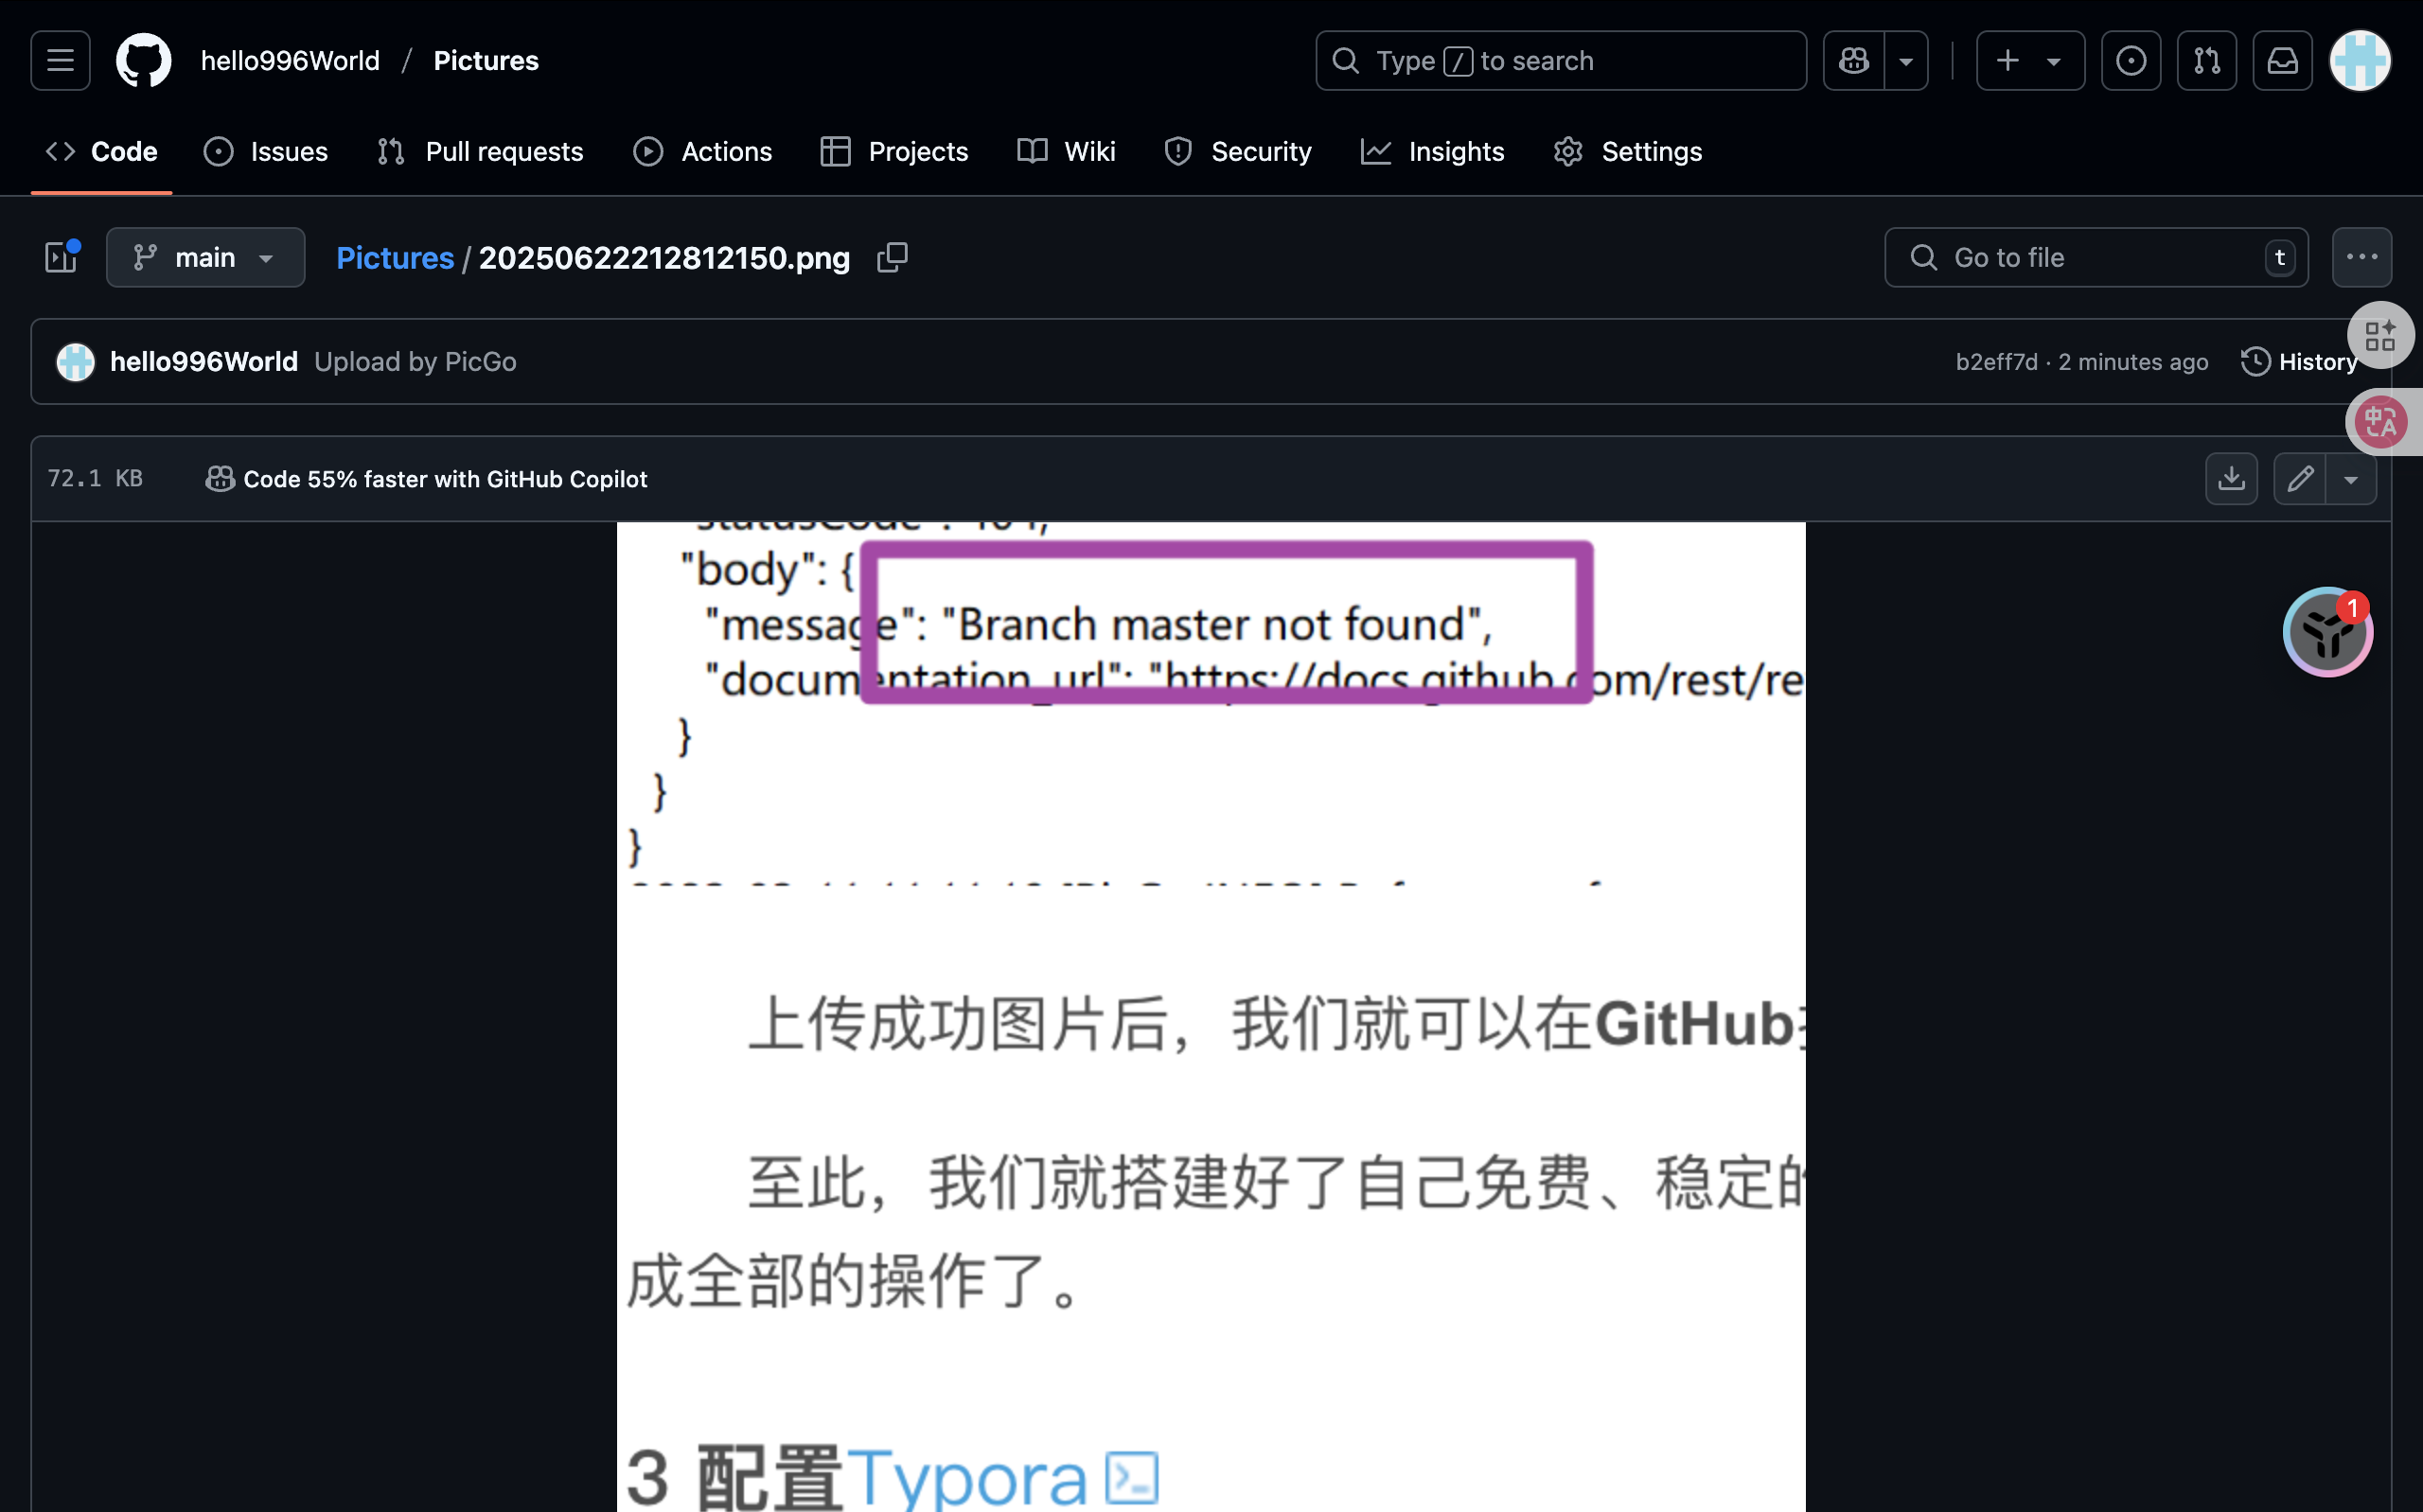 hello996World / Pictures
Type / to search
Code
Issues
Pull requests
Actions
Projects
Wiki
Security
Insights
Settings
main
Pictures / 20250622212812150.png
Go to file
t
hello996World Upload by PicGo
b2eff7d · 2 minutes ago
History
中A
72.1 KB
Code 55% faster with GitHub Copilot
"body": {
"message": "Branch master not found",
"documentation_url": "https://docs.github.com/rest/re
}
}
}
1
上传成功图片后，我们就可以在GitHub
至此，我们就搭建好了自己免费、稳定的
成全部的操作了。
3 配置Typora